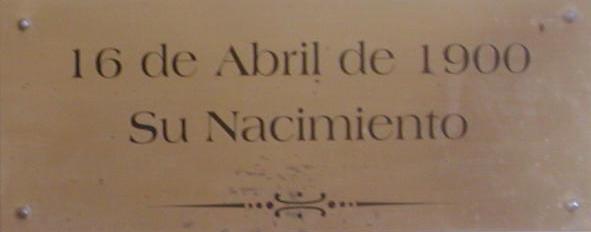 16 de Abril de 1900
Su Nacimiento